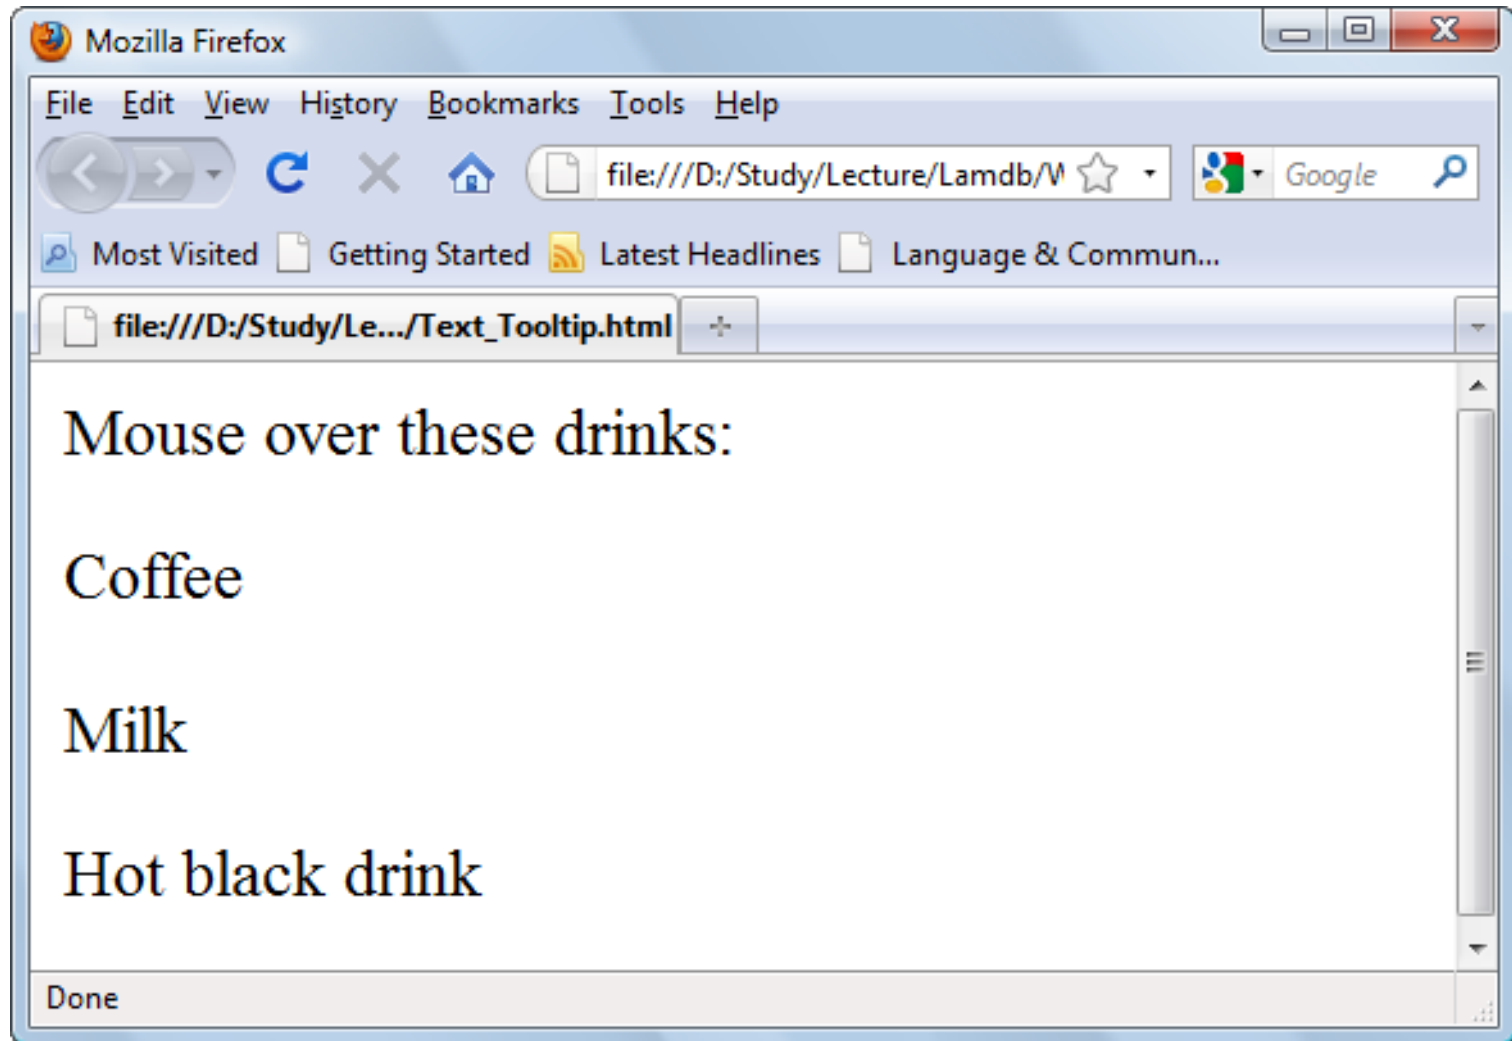 Mozilla Firefox
File Edit View History Bookmarks Tools Help
file:///D:/Study/Lecture/Lamdb/W Google
Most Visited Getting Started Latest Headlines Language & Commun...
file:///D:/Study/Le.../Text_Tooltip.html
Mouse over these drinks:
Coffee
Milk
Hot black drink
Done